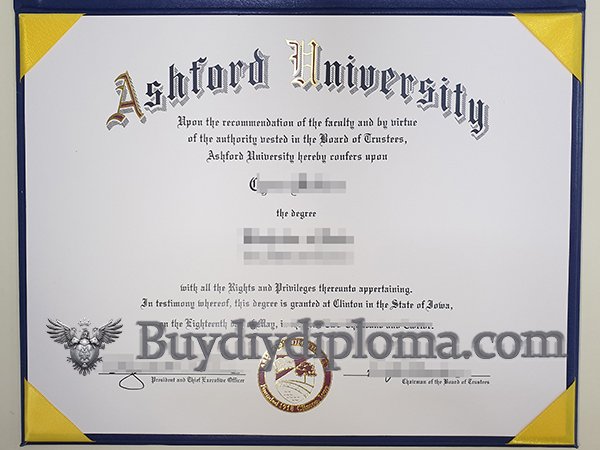 Ashford University
Upon the recommendation of the faculty and by virtue
of the authority vested in the Board of Trustees,
Ashford University hereby confers upon
the degree
with all the Rights and Privileges thereunto appertaining.
In testimony whereof, this degree is granted at Clinton in the State of Iowa,
on the Eighteenth May,
Buydivdiploma.com
President and Chief Executive Officer
Chairman of the Board of Trustees
Founded 1918